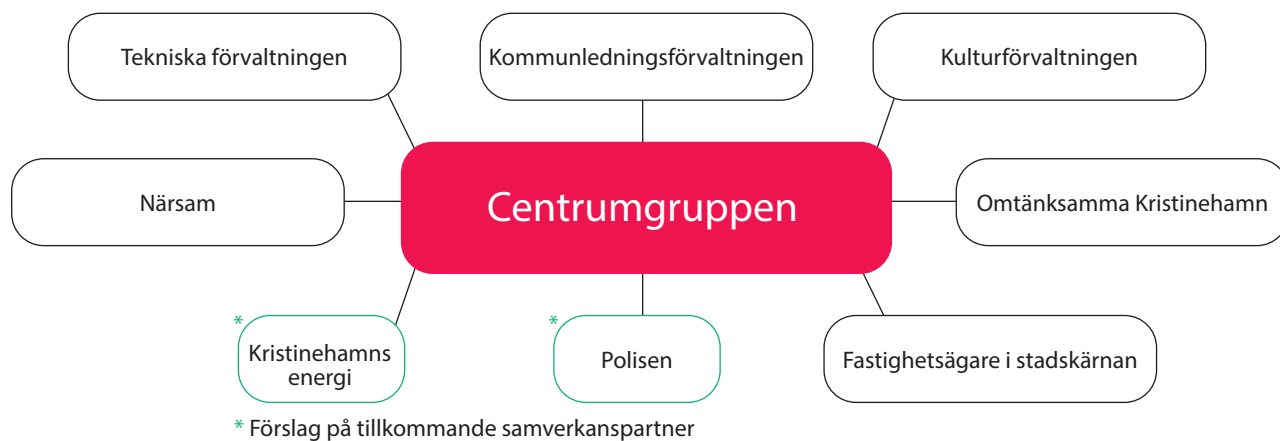 Tekniska förvaltningen
Kommunledningsförvaltningen
Kulturförvaltningen
Närsam
Centrumgruppen
Omtänksamma Kristinehamn
*
Kristinehamns
energi
*
Polisen
Fastighetsägare i stadskärnan
* Förslag på tillkommande samverkanspartner